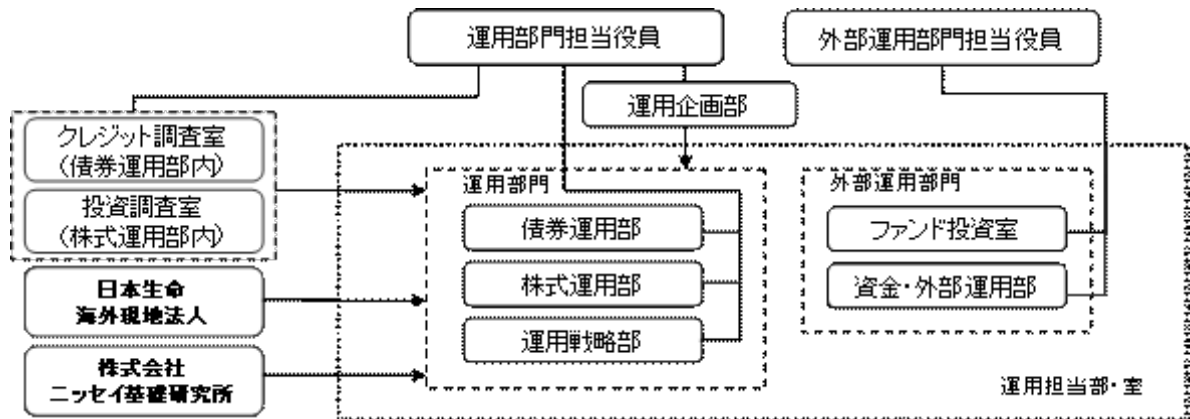 運用部門担当役員
外部運用部門担当役員
運用企画部
クレジット調査室
(債券運用部内)
投資調査室
(株式運用部内)
日本生命
海外現地法人
株式会社
ニッセイ基礎研究所
運用部門
債券運用部
株式運用部
運用戦略部
外部運用部門
ファンド投資室
資金・外部運用部
運用担当部・室